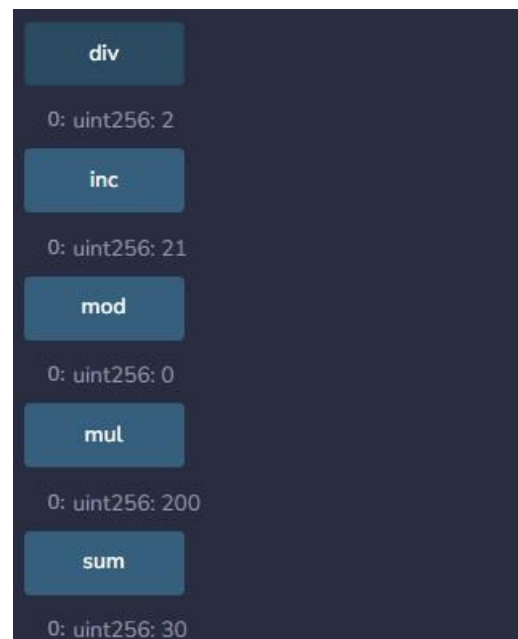 div
0: uint256: 2
inc
0: uint256: 21
mod
0: uint256: 0
mul
0: uint256: 200
sum
0: uint256: 30